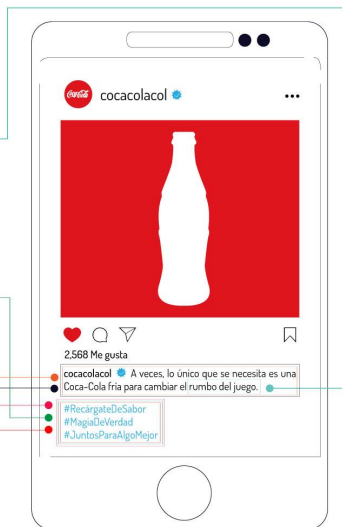 Coca-Cola
cocacolacol
2,568 Me gusta
cocacolacol A veces, lo único que se necesita es una
Coca-Cola fría para cambiar el rumbo del juego.
#RecárgateDeSabor
#MagiaDeVerdad
#JuntosParaAlgoMejor